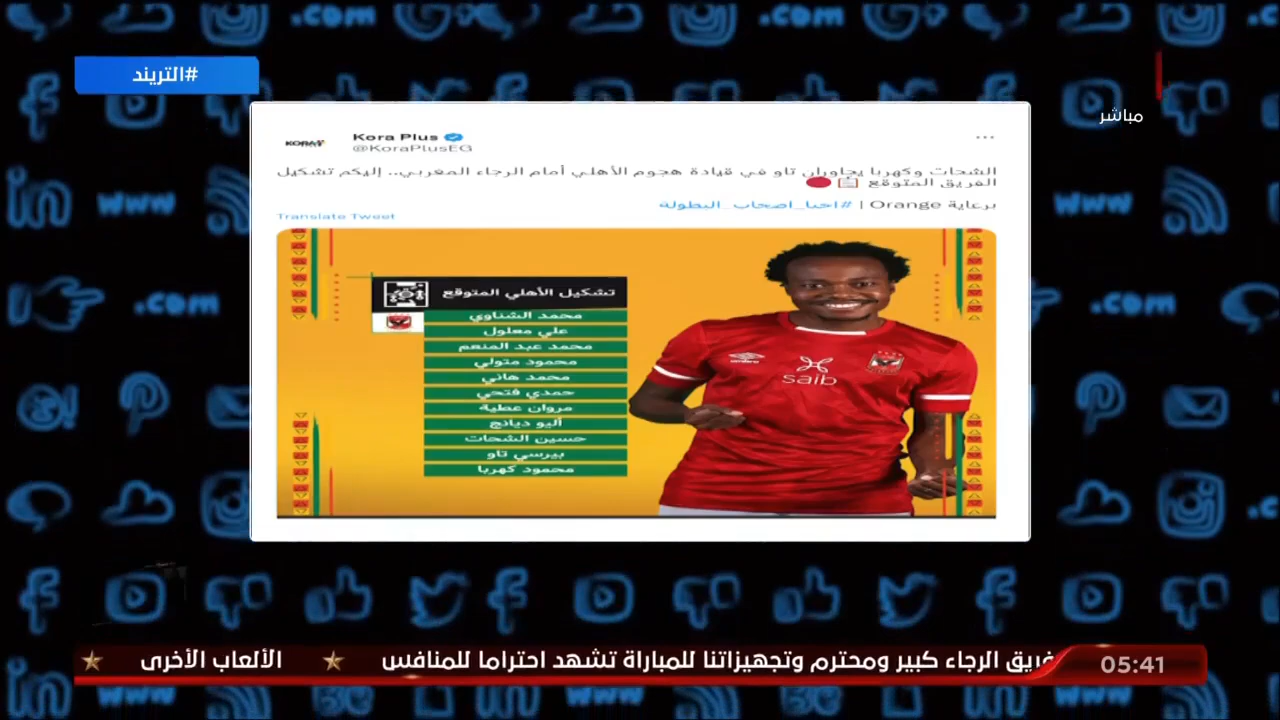 #التريند
مباشر
Kora Plus
@KoraPlusEG
الشحات وكهربا يجاوران تاو في قيادة هجوم الأهلي أمام الرجاء المغربي.. إليكم تشكيل
الفريق المتوقع
برعاية Orange | #احنا_اصحاب_البطولة
Translate Tweet
تشكيل الأهلي المتوقع
محمد الشناوي
علي معلول
محمد عبد المنعم
محمود متولي
محمد هاني
حمدي فتحي
مروان عطية
أليو ديانج
حسين الشحات
بيرسي تاو
محمود كهربا
umbro
saib
فريق الرجاء كبير ومحترم وتجهيزاتنا للمباراة تشهد احتراما للمنافس
الألعاب الأخرى
05:41